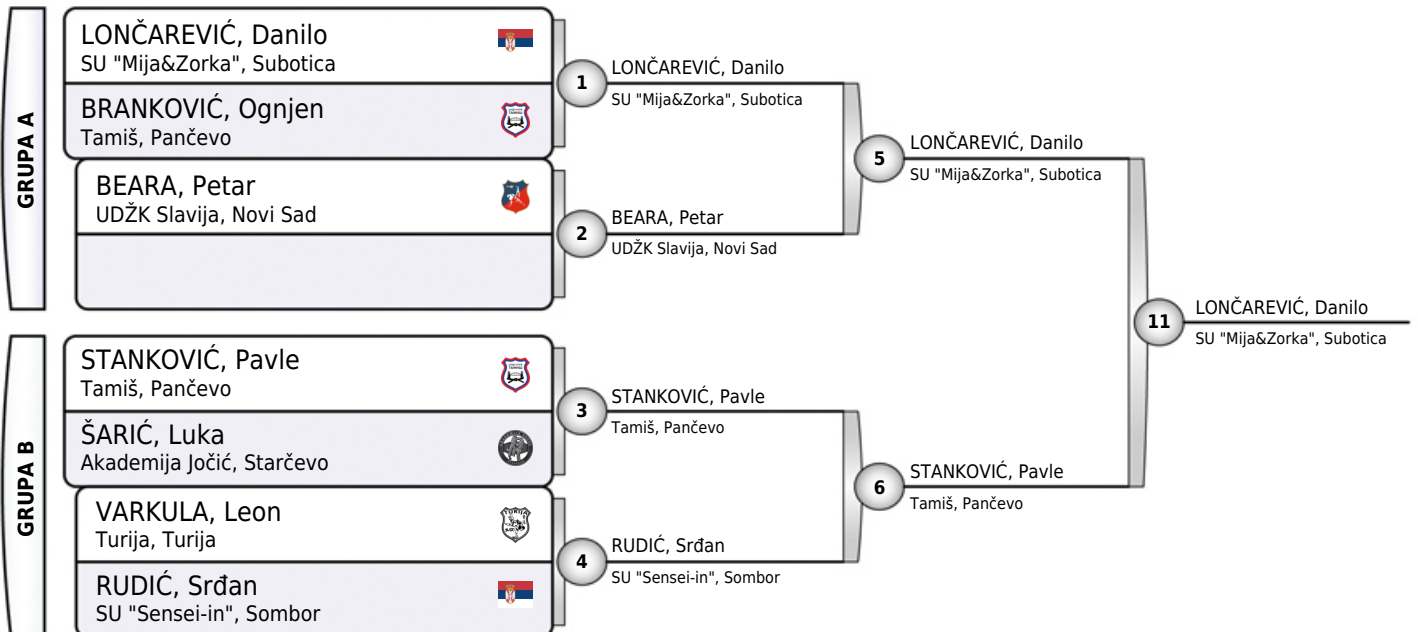 GRUPA A
LONČAREVIĆ, Danilo
SU "Mija&Zorka", Subotica
BRANKOVIĆ, Ognjen
Tamiš, Pančevo
BEARA, Petar
UDŽK Slavija, Novi Sad
1
LONČAREVIĆ, Danilo
SU "Mija&Zorka", Subotica
2
BEARA, Petar
UDŽK Slavija, Novi Sad
5
LONČAREVIĆ, Danilo
SU "Mija&Zorka", Subotica
GRUPA B
STANKOVIĆ, Pavle
Tamiš, Pančevo
ŠARIĆ, Luka
Akademija Jočić, Starčevo
VARKULA, Leon
Turija, Turija
RUDIĆ, Srđan
SU "Sensei-in", Sombor
3
STANKOVIĆ, Pavle
Tamiš, Pančevo
4
RUDIĆ, Srđan
SU "Sensei-in", Sombor
6
STANKOVIĆ, Pavle
Tamiš, Pančevo
11
LONČAREVIĆ, Danilo
SU "Mija&Zorka", Subotica